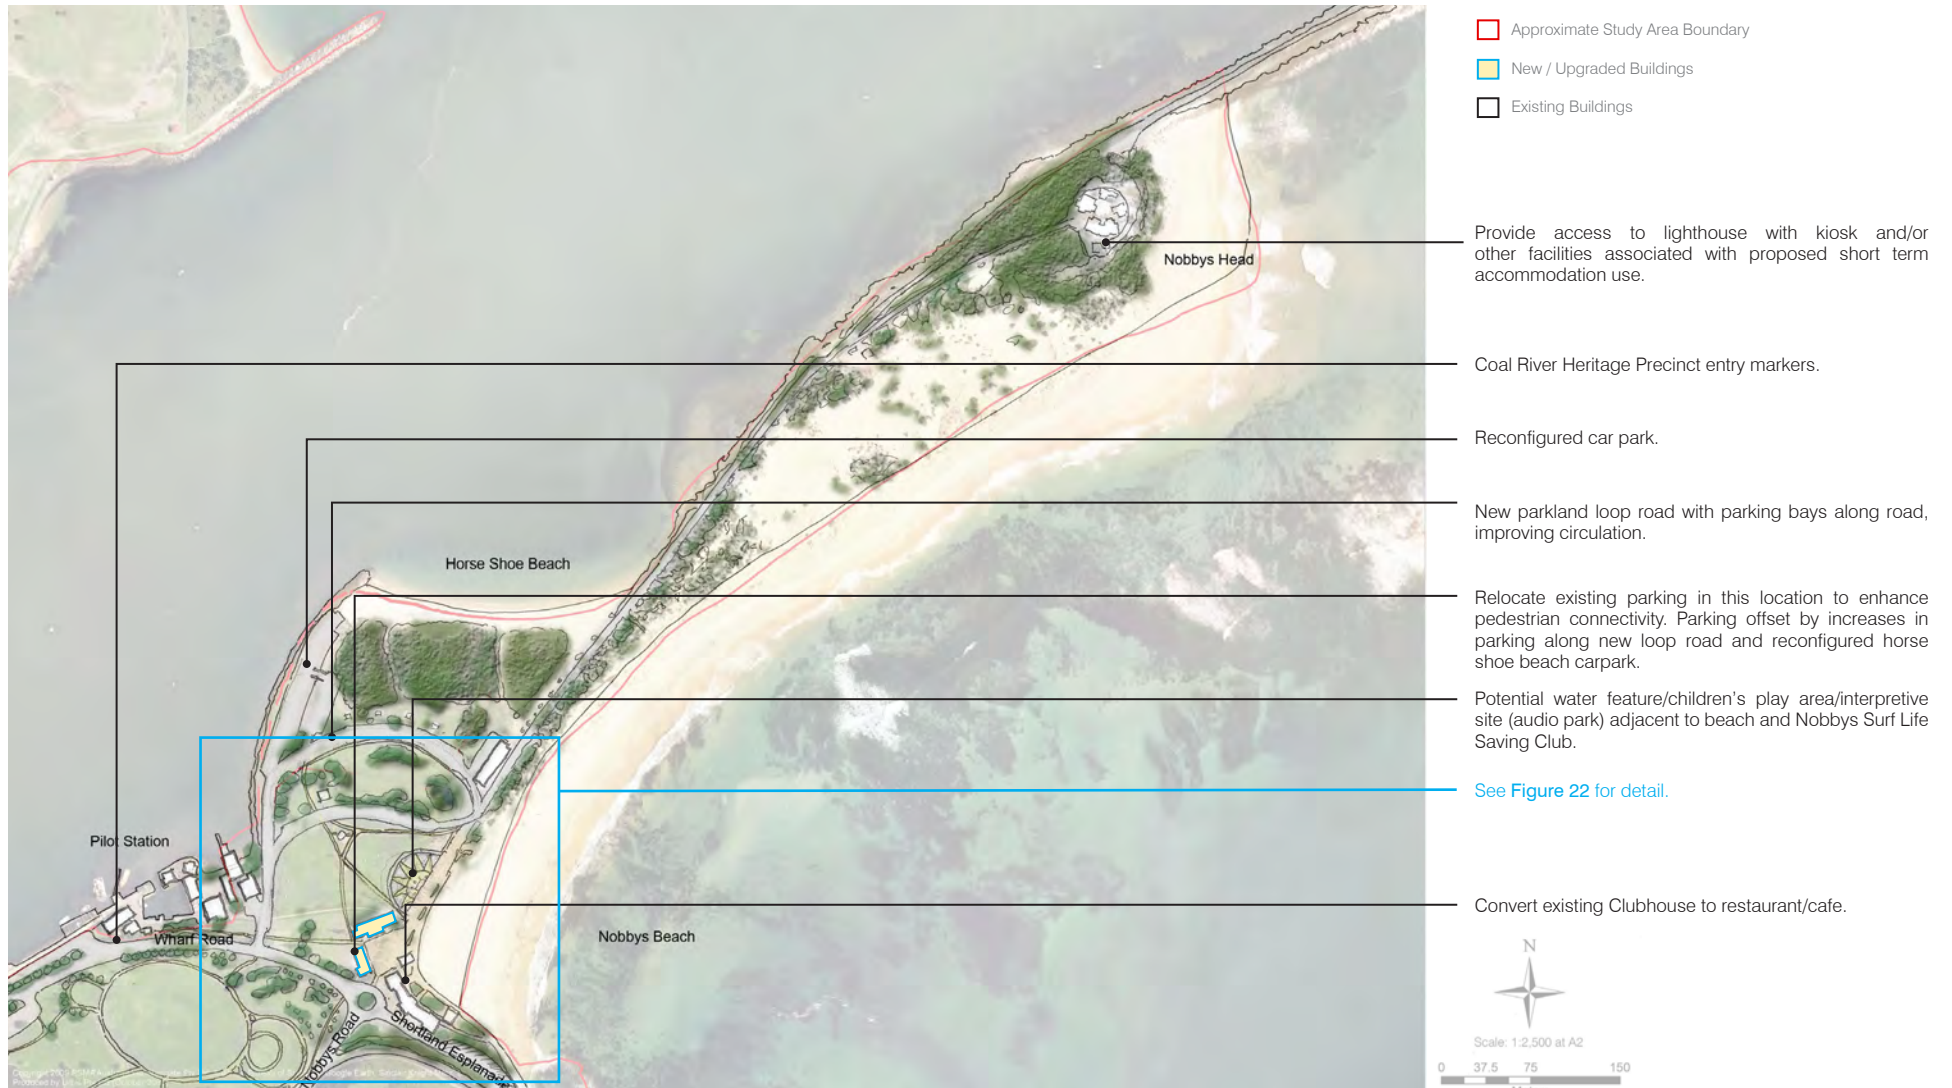 Approximate Study Area Boundary
New / Upgraded Buildings
Existing Buildings
Provide access to lighthouse with kiosk and/or
other facilities associated with proposed short term
accommodation use.
Nobbys Head
Coal River Heritage Precinct entry markers.
Reconfigured car park.
New parkland loop road with parking bays along road,
improving circulation.
Horse Shoe Beach
Relocate existing parking in this location to enhance
pedestrian connectivity. Parking offset by increases in
parking along new loop road and reconfigured horse
shoe beach carpark.
Potential water feature/children's play area/interpretive
site (audio park) adjacent to beach and Nobbys Surf Life
Saving Club.
See Figure 22 for detail.
Pilot Station
Convert existing Clubhouse to restaurant/cafe.
Wharf Road
Nobbys Beach
Nobbys Road
Shortland Esplanade
N
Scale: 1:2,500 at A2
0 37.5 75 150